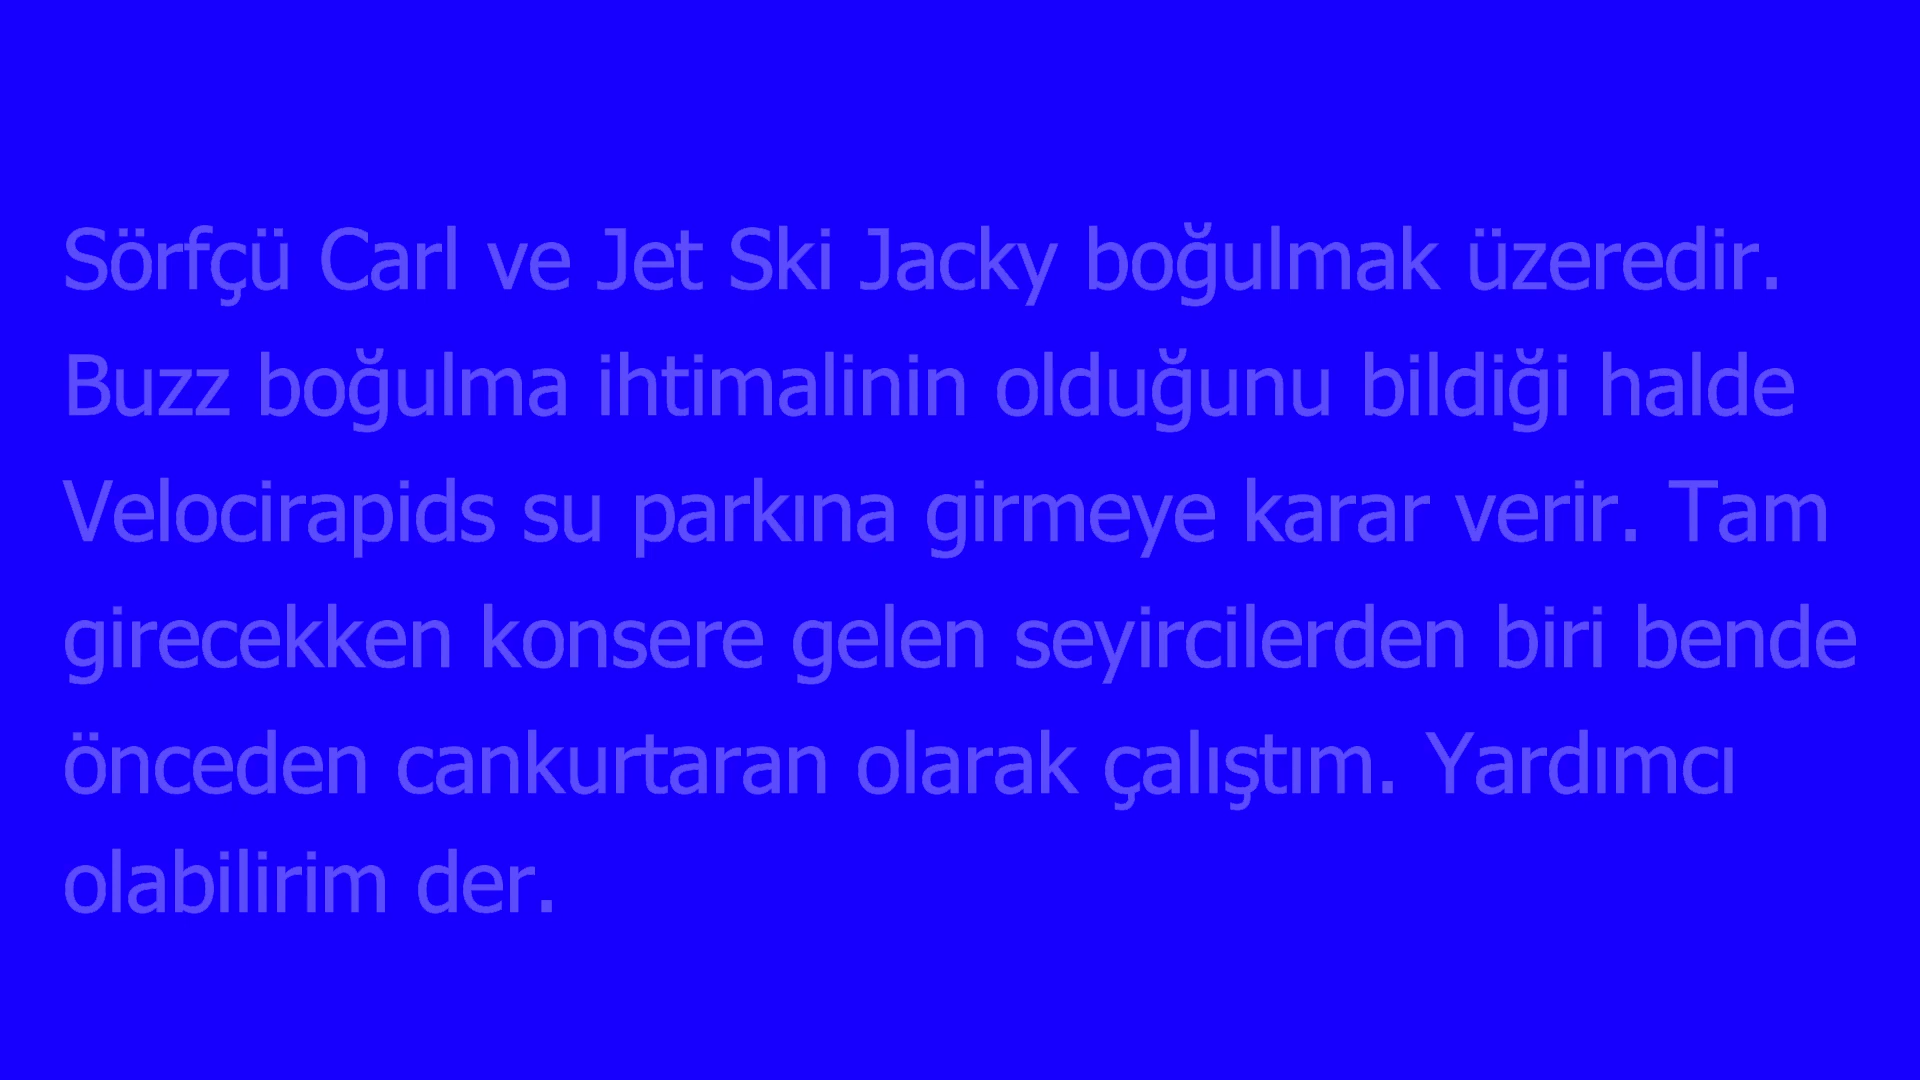 Sörfçü Carl ve Jet Ski Jacky boğulmak üzeredir.
Buzz boğulma ihtimalinin olduğunu bildiği halde
Velocirapids su parkına girmeye karar verir. Tam
girecekken konsere gelen seyircilerden biri bende
önceden cankurtaran olarak çalıştım. Yardımcı
olabilirim der.